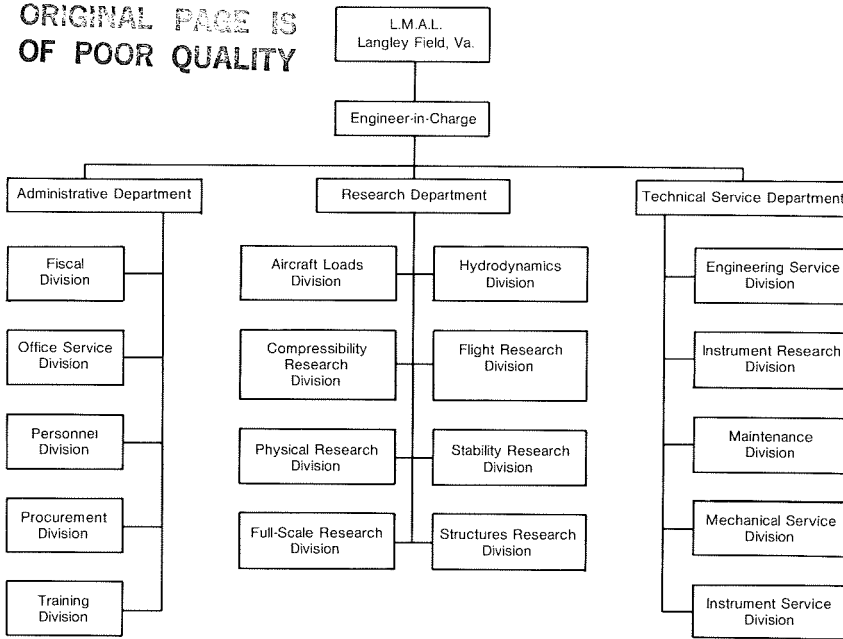 ORIGINAL PAGE IS
OF POOR QUALITY
L.M.A.L.
Langley Field, Va.
Engineer-in-Charge
Administrative Department
Research Department
Technical Service Department
Fiscal
Division
Office Service
Division
Personnel
Division
Procurement
Division
Training
Division
Aircraft Loads
Division
Hydrodynamics
Division
Compressibility
Research
Division
Flight Research
Division
Physical Research
Division
Stability Research
Division
Full-Scale Research
Division
Structures Research
Division
Engineering Service
Division
Instrument Research
Division
Maintenance
Division
Mechanical Service
Division
Instrument Service
Division